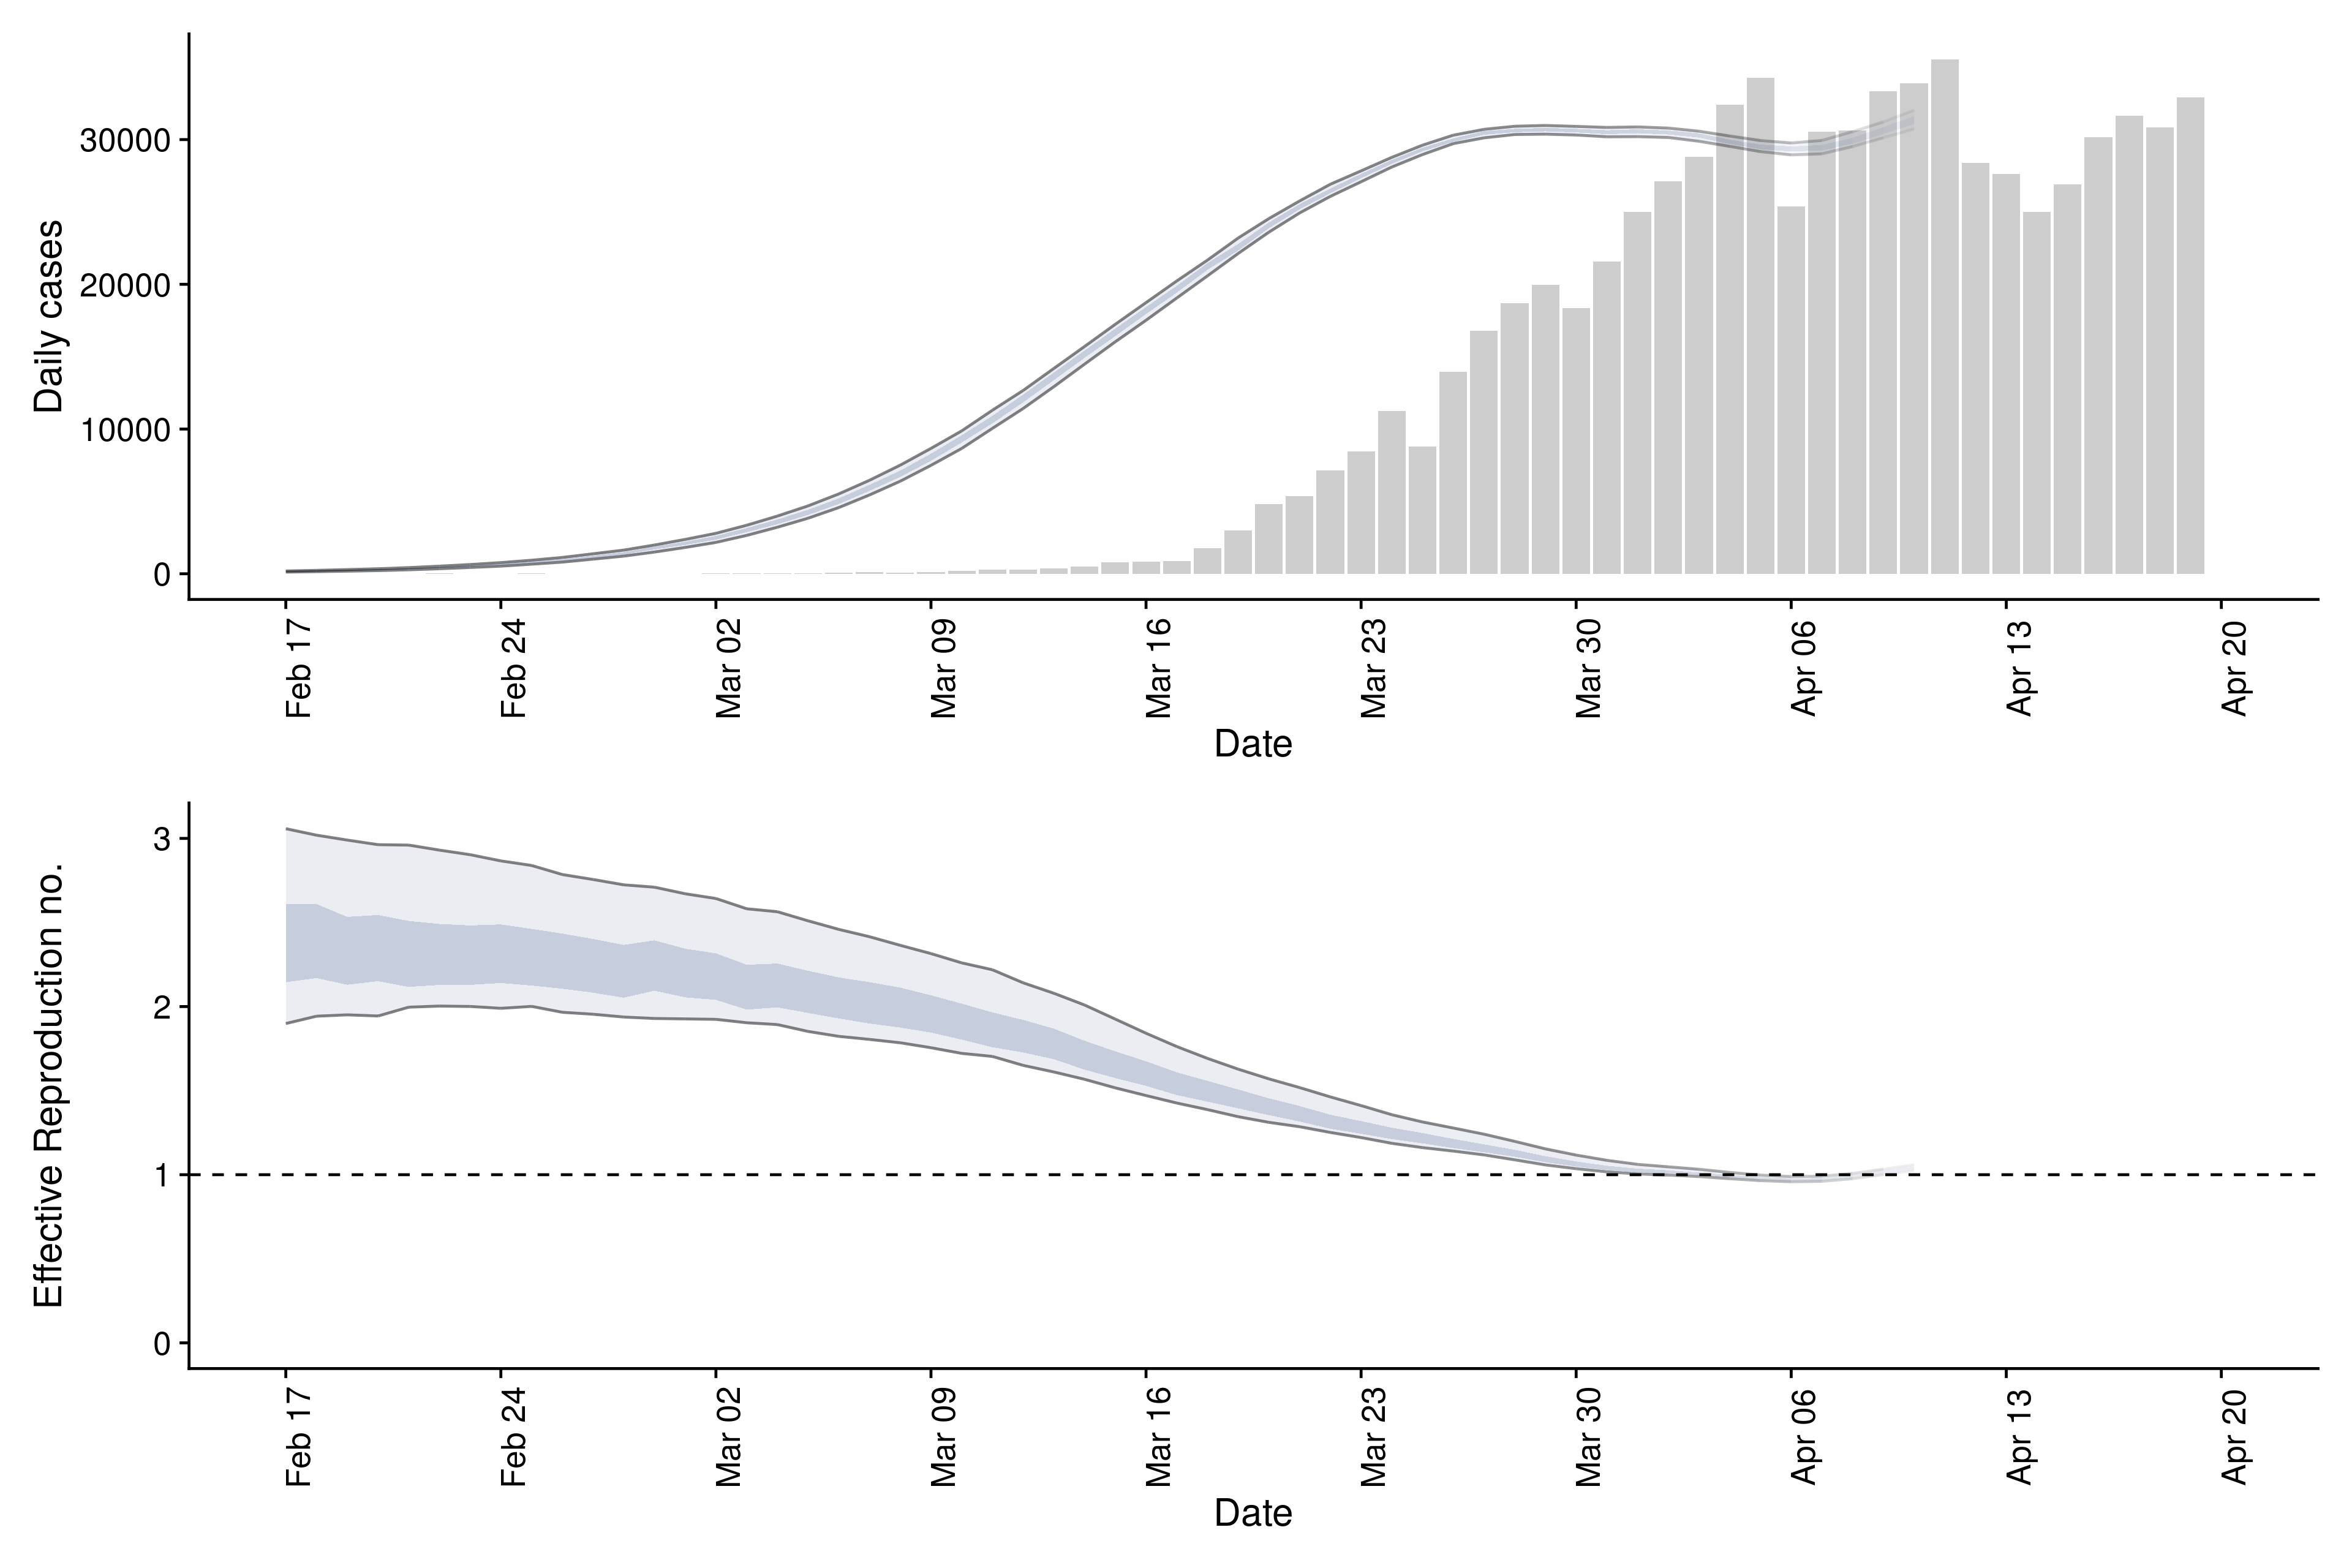 Daily cases
30000
20000
10000
0
Feb 17
Feb 24
Mar 02
Mar 09
Mar 16
Mar 23
Mar 30
Apr 06
Apr 13
Apr 20
Date
Effective Reproduction no.
3
2
1
0
Feb 17
Feb 24
Mar 02
Mar 09
Mar 16
Mar 23
Mar 30
Apr 06
Apr 13
Apr 20
Date